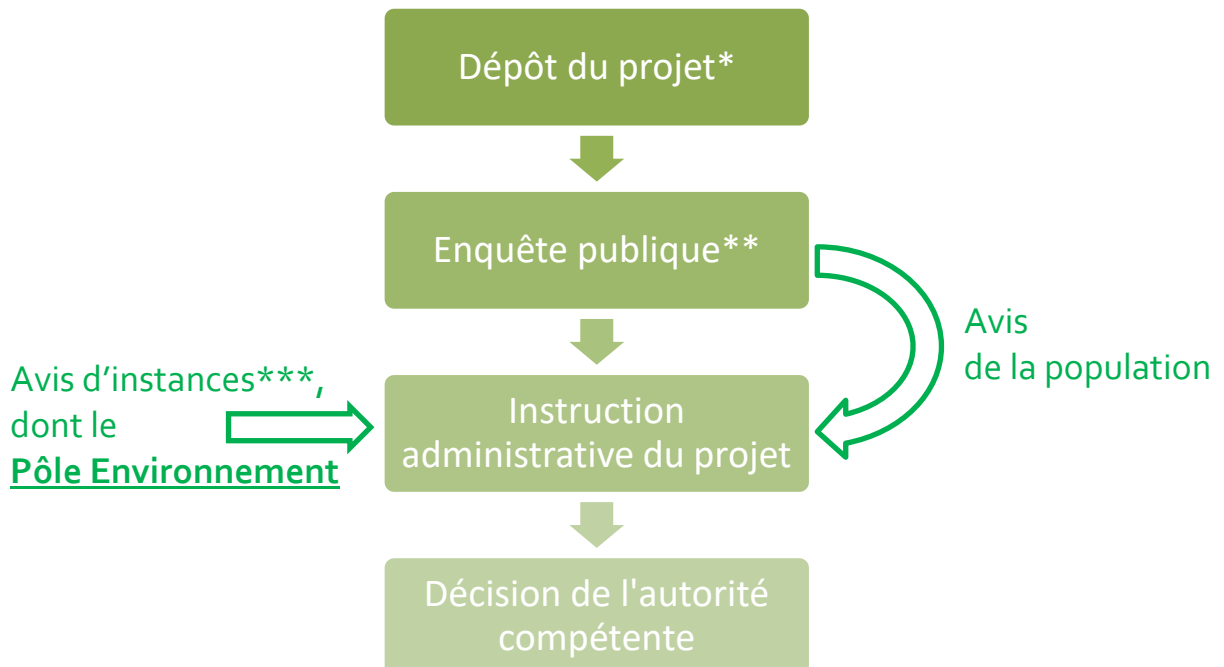 Dépôt du projet*
Enquête publique**
Avis
de la population
Avis d’instances***,
dont le
Pôle Environnement
Instruction
administrative du projet
Décision de l'autorité
compétente